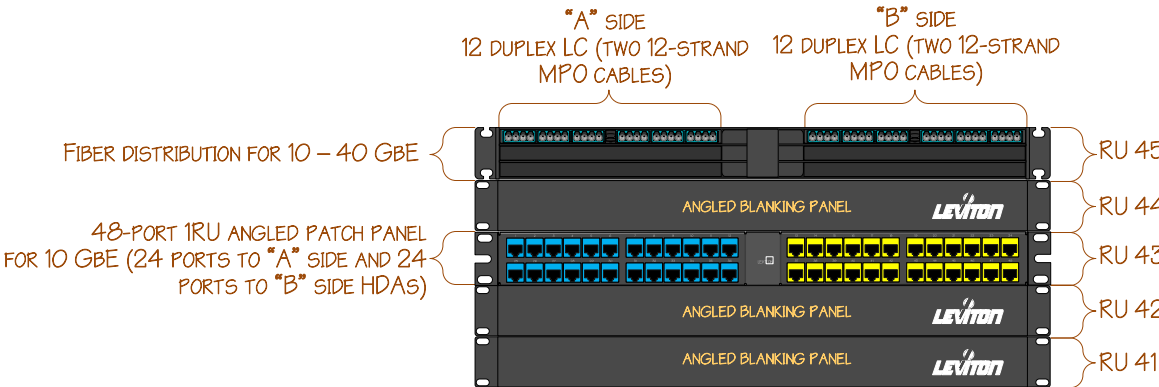 “A” SIDE
12 DUPLEX LC (TWO 12-STRAND
MPO CABLES)
“B” SIDE
12 DUPLEX LC (TWO 12-STRAND
MPO CABLES)
FIBER DISTRIBUTION FOR 10 – 40 GBE
RU 45
ANGLED BLANKING PANEL
LEVITON
RU 44
48-PORT 1RU ANGLED PATCH PANEL
FOR 10 GBE (24 PORTS TO “A” SIDE AND 24
PORTS TO “B” SIDE HDAS)
RU 43
ANGLED BLANKING PANEL
LEVITON
RU 42
ANGLED BLANKING PANEL
LEVITON
RU 41